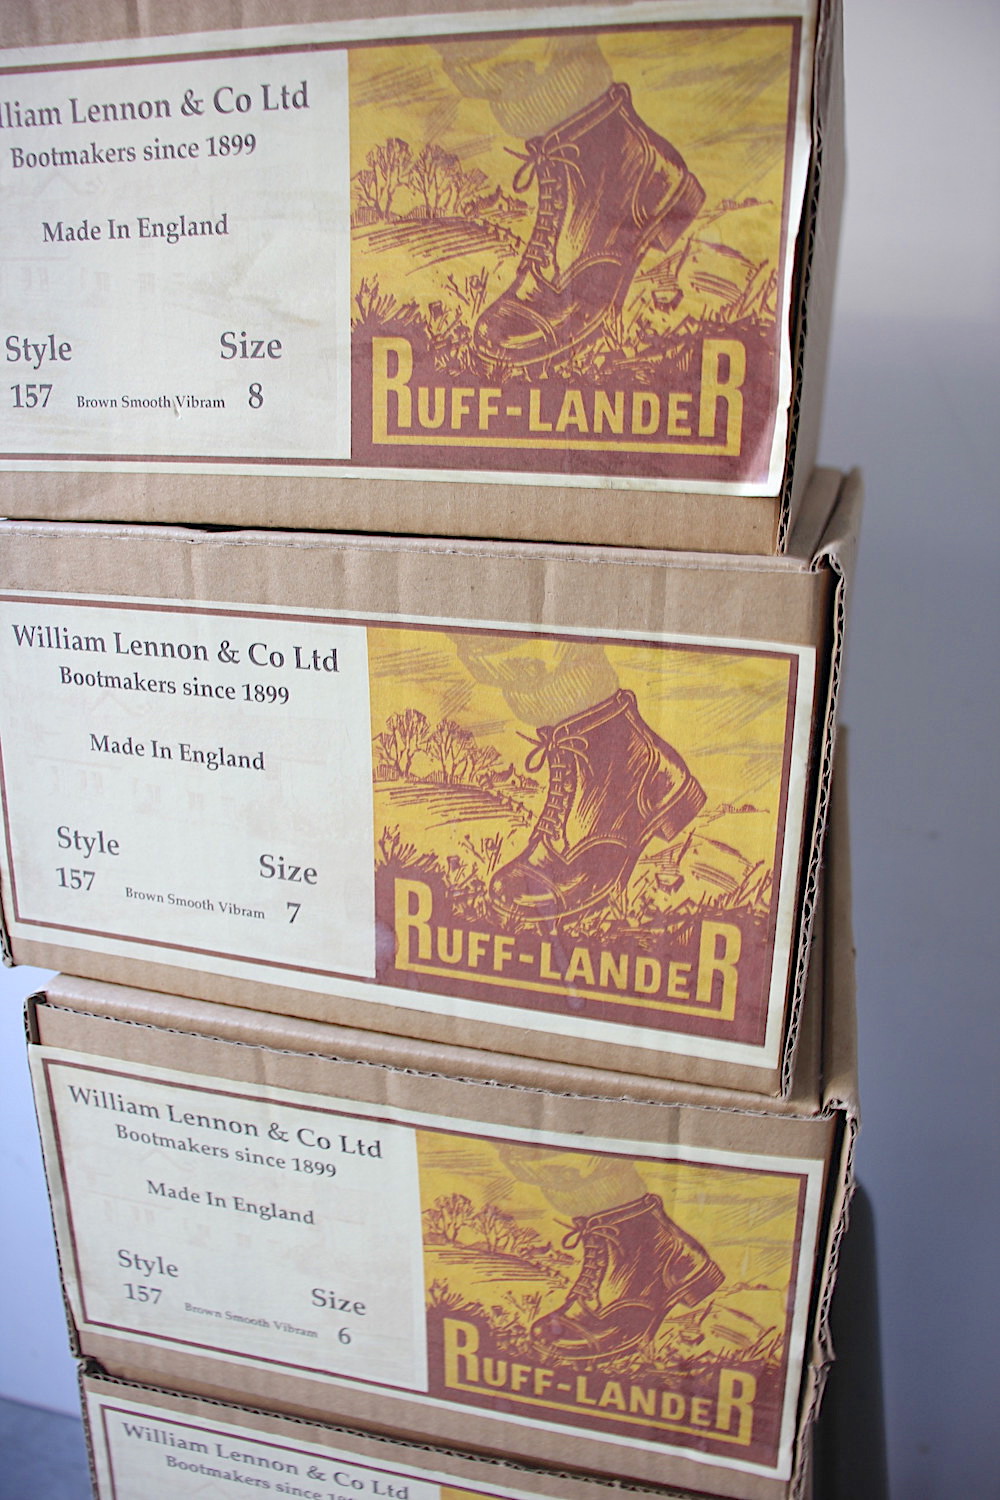 lliam Lennon & Co Ltd
Bootmakers since 1899
Made In England
Style Size
157 Brown Smooth Vibram 8
RUFF-LANDER
William Lennon & Co Ltd
Bootmakers since 1899
Made In England
Style Size
157 Brown Smooth Vibram 7
RUFF-LANDER
William Lennon & Co Ltd
Bootmakers since 1899
Made In England
Style Size
157 Brown Smooth Vibram 6
RUFF-LANDER
William Lennon & Co Ltd
Bootmakers since